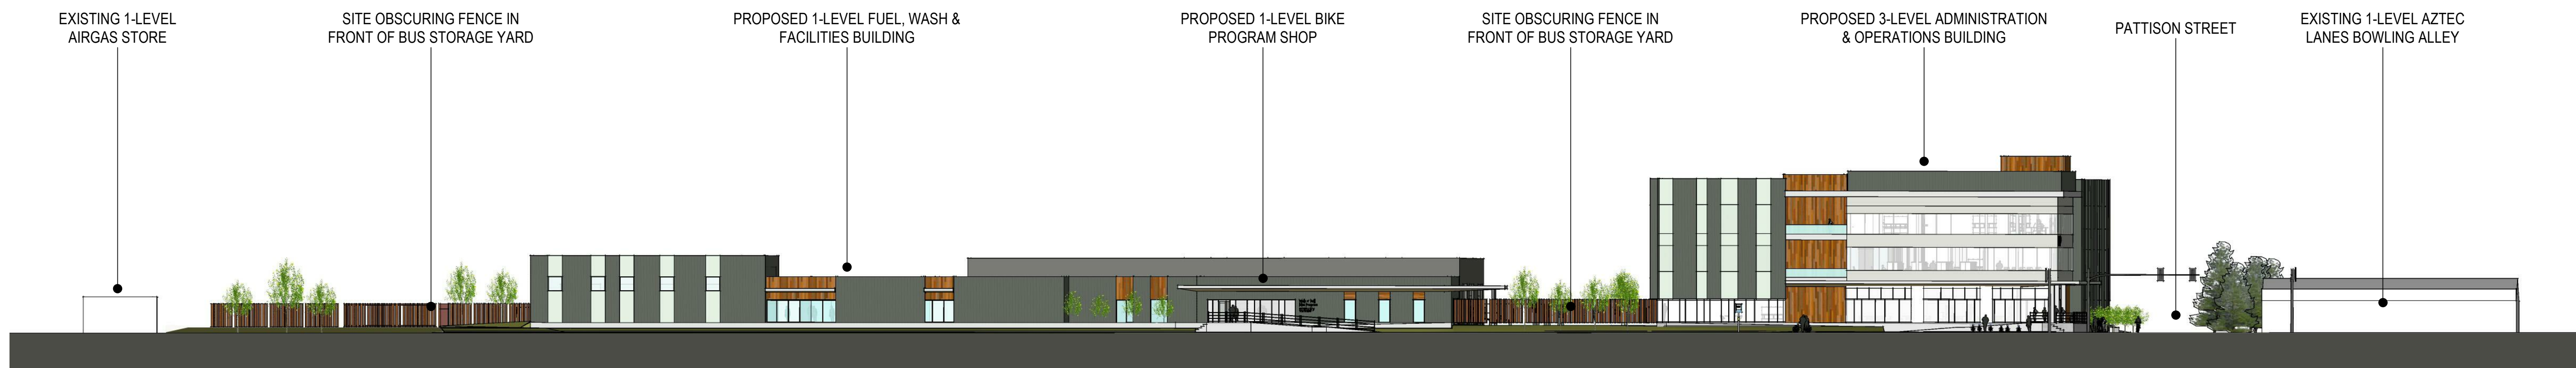 EXISTING 1-LEVEL
AIRGAS STORE
SITE OBSCURING FENCE IN
FRONT OF BUS STORAGE YARD
PROPOSED 1-LEVEL FUEL, WASH &
FACILITIES BUILDING
PROPOSED 1-LEVEL BIKE
PROGRAM SHOP
SITE OBSCURING FENCE IN
FRONT OF BUS STORAGE YARD
PROPOSED 3-LEVEL ADMINISTRATION
& OPERATIONS BUILDING
PATTISON STREET
EXISTING 1-LEVEL AZTEC
LANES BOWLING ALLEY